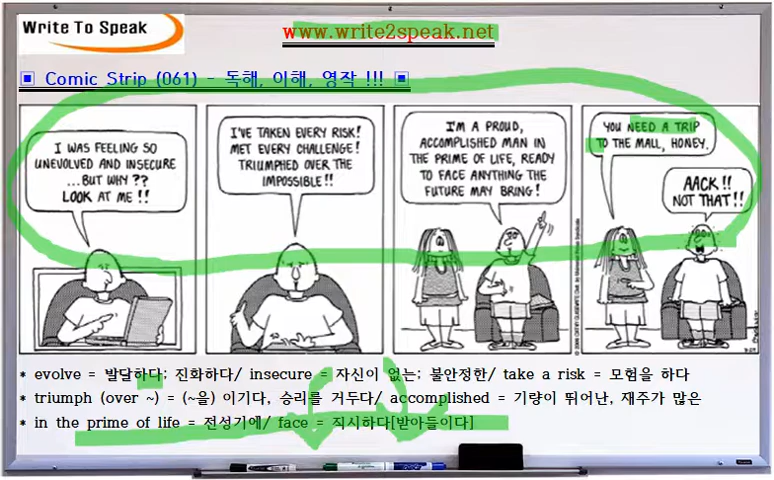 Write To Speak
www.write2speak.net
▣ Comic Strip (061) - 독해, 이해, 영작 !!! ▣
I WAS FEELING SO
UNEVOLVED AND INSECURE
...BUT WHY??
LOOK AT ME!!
I'VE TAKEN EVERY RISK!
MET EVERY CHALLENGE!
TRIUMPHED OVER THE
IMPOSSIBLE!!
I'M A PROUD,
ACCOMPLISHED MAN IN
THE PRIME OF LIFE, READY
TO FACE ANYTHING THE
FUTURE MAY BRING!
YOU NEED A TRIP
TO THE MALL, HONEY.
AACK!!
NOT THAT!!
* evolve = 발달하다; 진화하다/ insecure = 자신이 없는; 불안정한/ take a risk = 모험을 하다
* triumph (over ~) = (~을) 이기다, 승리를 거두다/ accomplished = 기량이 뛰어난, 재주가 많은
* in the prime of life = 전성기에/ face = 직시하다[받아들이다]